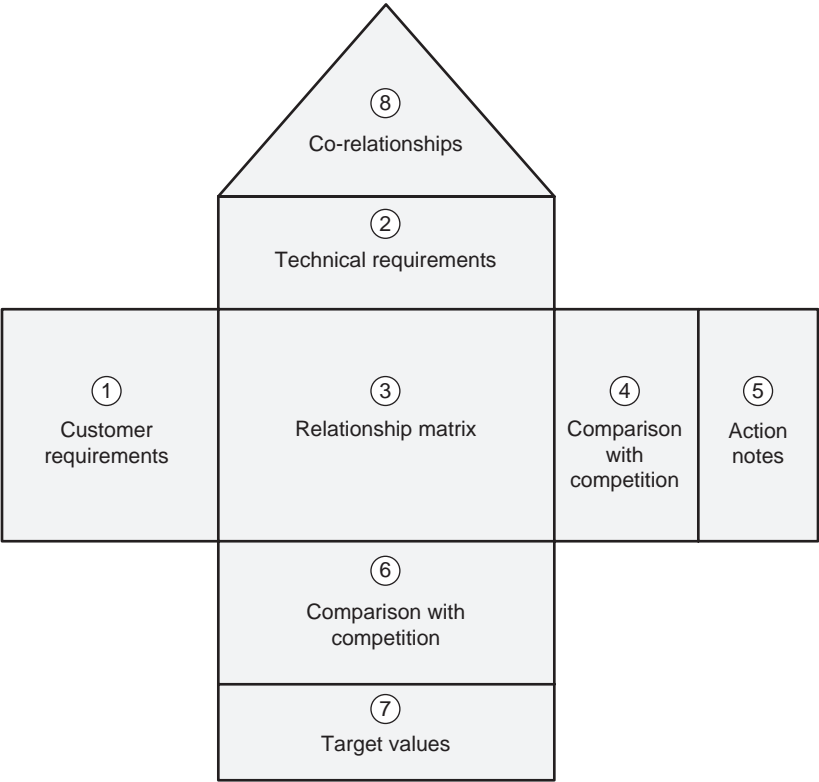 8
Co-relationships
2
Technical requirements
1
Customer
requirements
3
Relationship matrix
4
Comparison
with
competition
5
Action
notes
6
Comparison with
competition
7
Target values